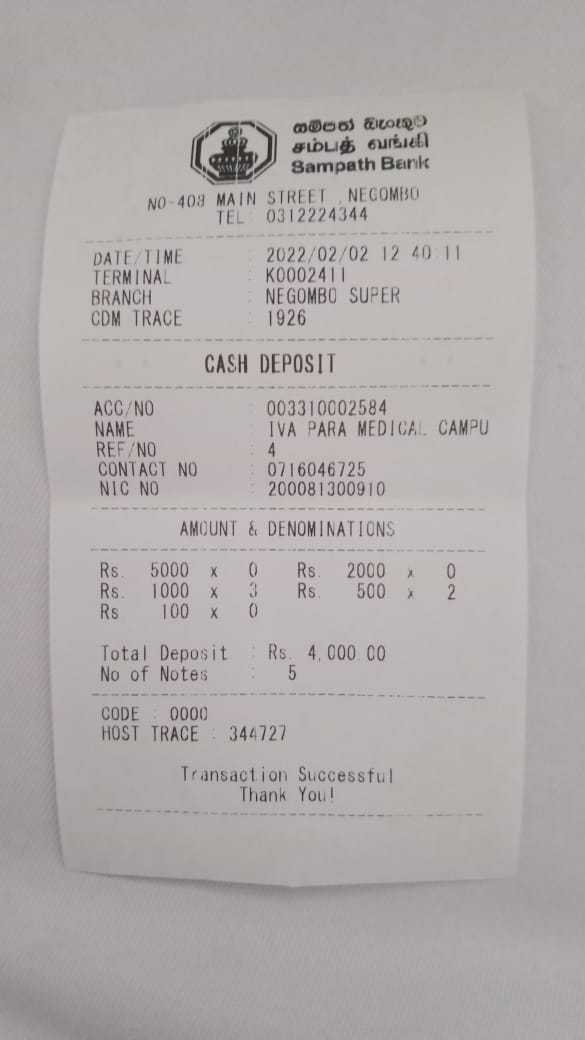 සම්පත් බැංකුව
சம்பத் வங்கி
Sampath Bank
NO-408 MAIN STREET ,NEGOMBO
TEL: 0312224344
DATE/TIME : 2022/02/02 12:40:11
TERMINAL : K0002411
BRANCH : NEGOMBO SUPER
CDM TRACE : 1926
CASH DEPOSIT
ACC/NO : 003310002584
NAME : IVA PARA MEDICAL CAMPU
REF/NO : 4
CONTACT NO : 0716046725
NIC NO : 200081300910
AMOUNT & DENOMINATIONS
Rs. 5000 x 0 Rs. 2000 x 0
Rs. 1000 x 3 Rs. 500 x 2
Rs 100 x 0
Total Deposit : Rs. 4,000.00
No of Notes : 5
CODE : 0000
HOST TRACE : 344727
Transaction Successful
Thank You!